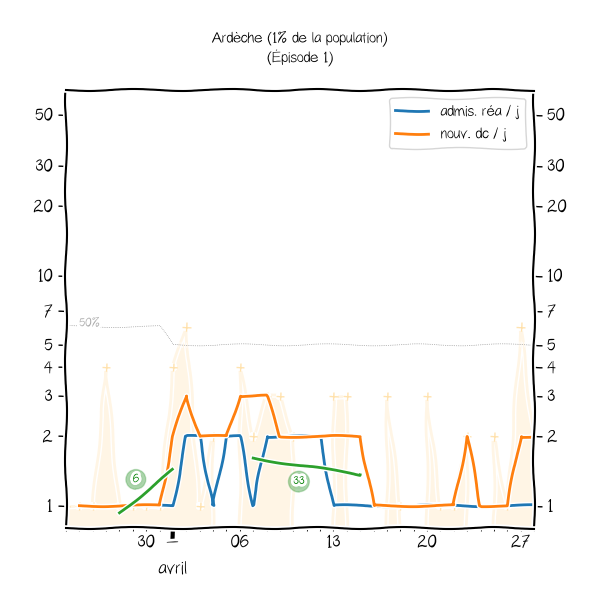 Ardèche (1% de la population)
(Épisode 1)
admis. réa / j
nouv. dc / j
50 50
30 30
20 20
10 10
7 7
50%
5 5
4 4
3 3
2 2
6 33
1 1
30 1 06 13 20 27
avril